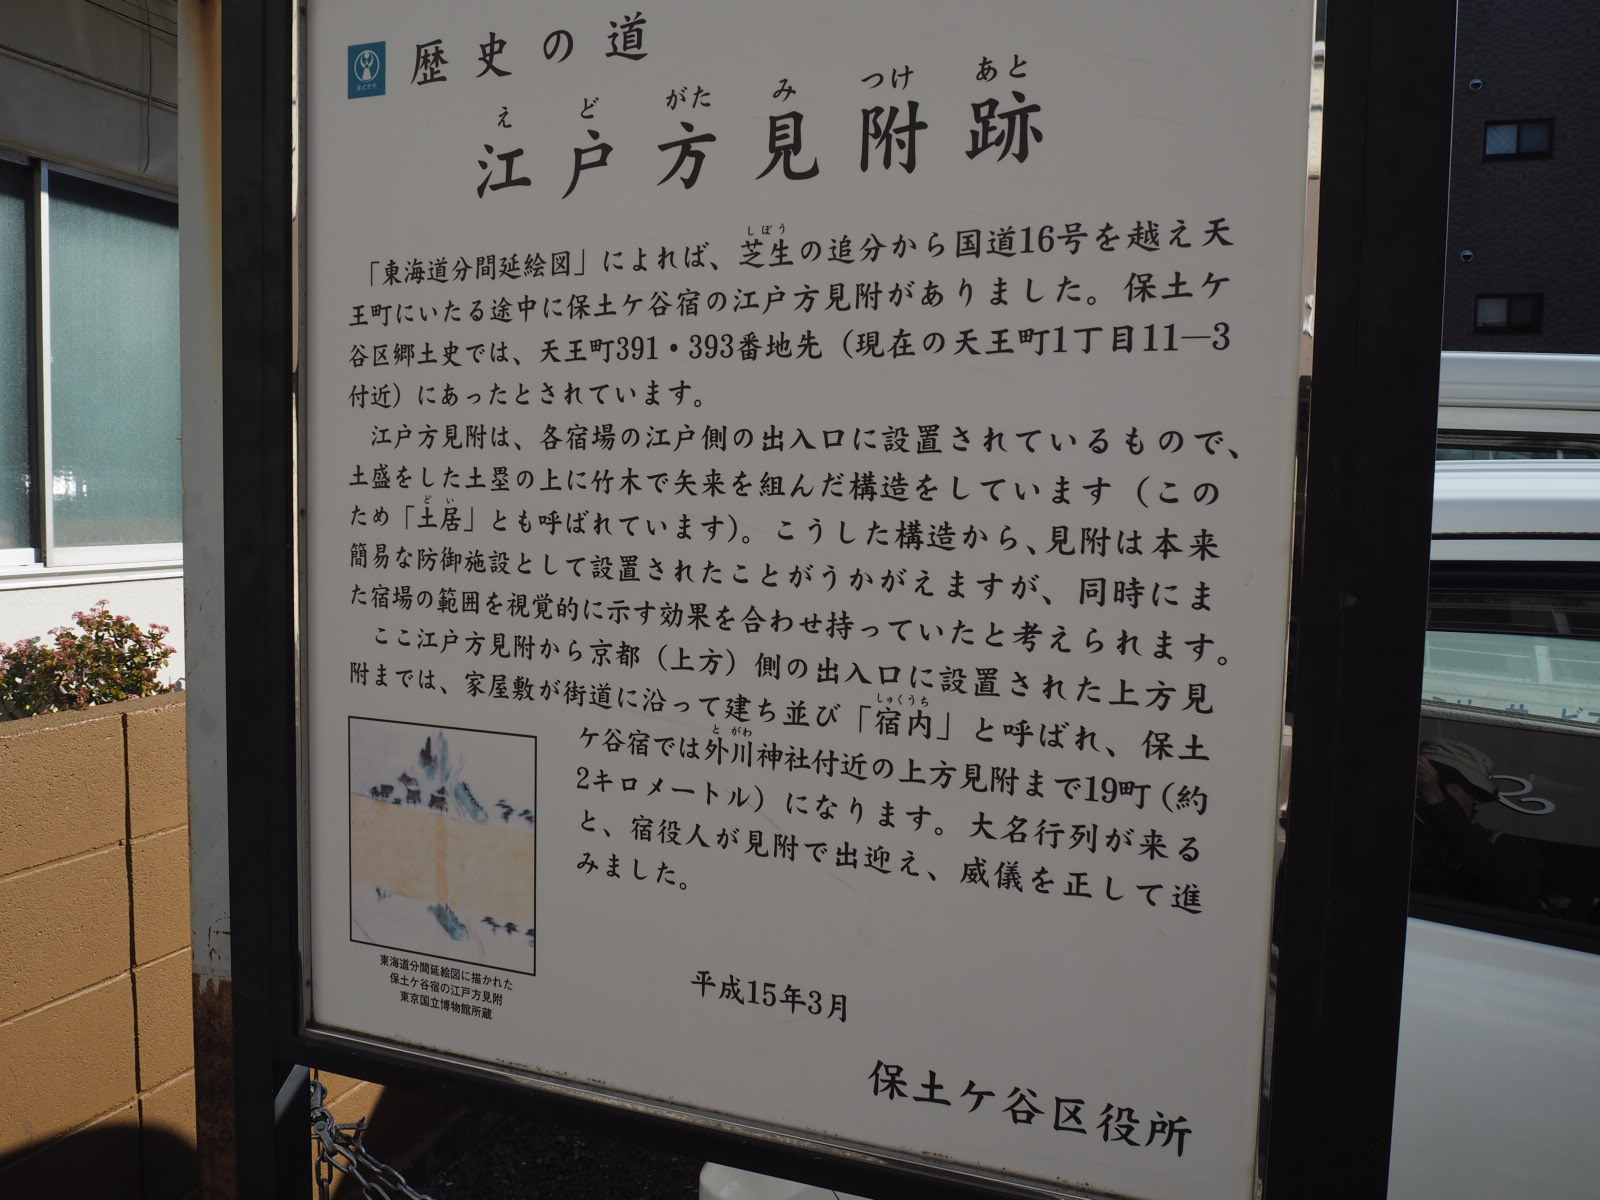 ほどがや
歴史の道
えどがたみつけあと
江戸方見附跡
しぼう
「東海道分間延絵図」によれば、芝生の追分から国道16号を越え天
王町にいたる途中に保土ケ谷宿の江戸方見附がありました。保土ケ
谷区郷土史では、天王町391・393番地先（現在の天王町1丁目11―3
付近）にあったとされています。
江戸方見附は、各宿場の江戸側の出入口に設置されているもので、
土盛をした土塁の上に竹木で矢来を組んだ構造をしています（この
どい
ため「土居」とも呼ばれています）。こうした構造から、見附は本来
簡易な防御施設として設置されたことがうかがえますが、同時にま
た宿場の範囲を視覚的に示す効果を合わせ持っていたと考えられます。
ここ江戸方見附から京都（上方）側の出入口に設置された上方見
しゅくうち
附までは、家屋敷が街道に沿って建ち並び「宿内」と呼ばれ、保土
とがわ
ケ谷宿では外川神社付近の上方見附まで19町（約
2キロメートル）になります。大名行列が来る
と、宿役人が見附で出迎え、威儀を正して進
みました。
東海道分間延絵図に描かれた
保土ケ谷宿の江戸方見附
東京国立博物館所蔵
平成15年3月
保土ケ谷区役所